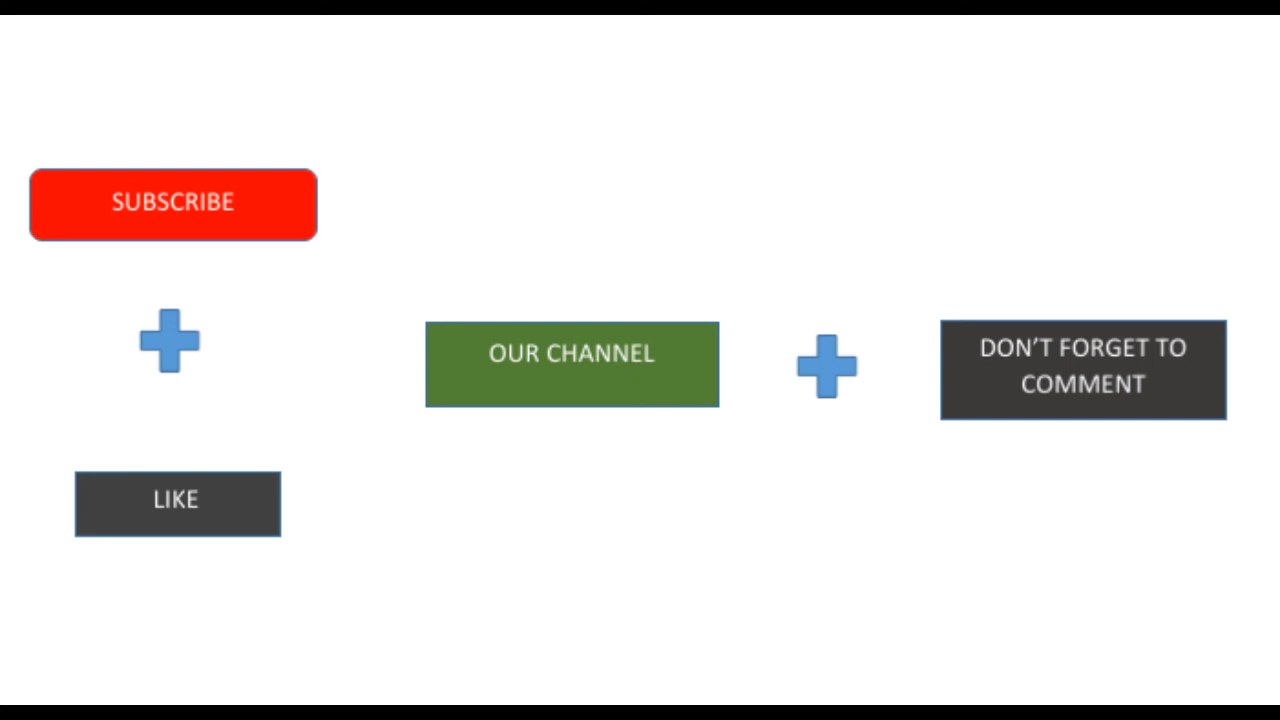 SUBSCRIBE
LIKE
OUR CHANNEL
DON’T FORGET TO
COMMENT